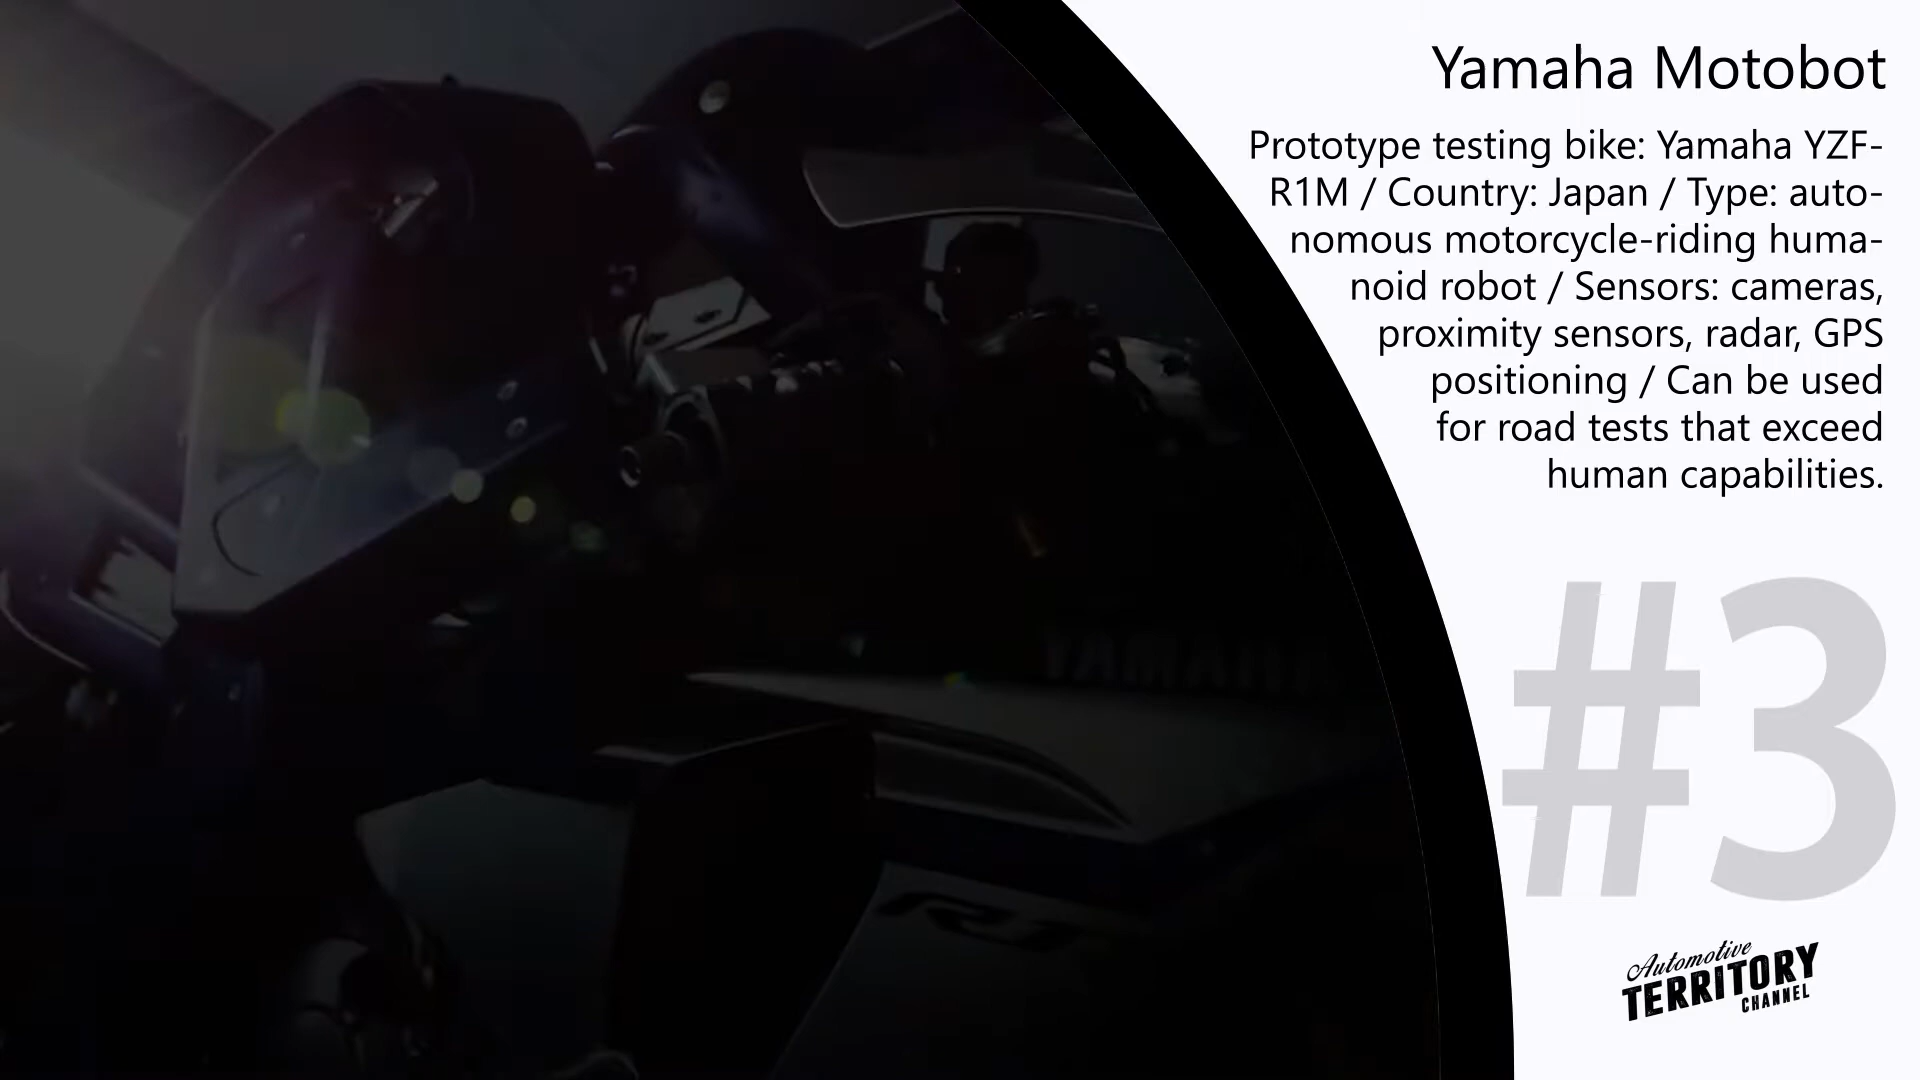 Yamaha Motobot
Prototype testing bike: Yamaha YZF-
R1M / Country: Japan / Type: auto-
nomous motorcycle-riding huma-
noid robot / Sensors: cameras,
proximity sensors, radar, GPS
positioning / Can be used
for road tests that exceed
human capabilities.
YAMAHA
#3
R1
Automotive
TERRITORY
CHANNEL